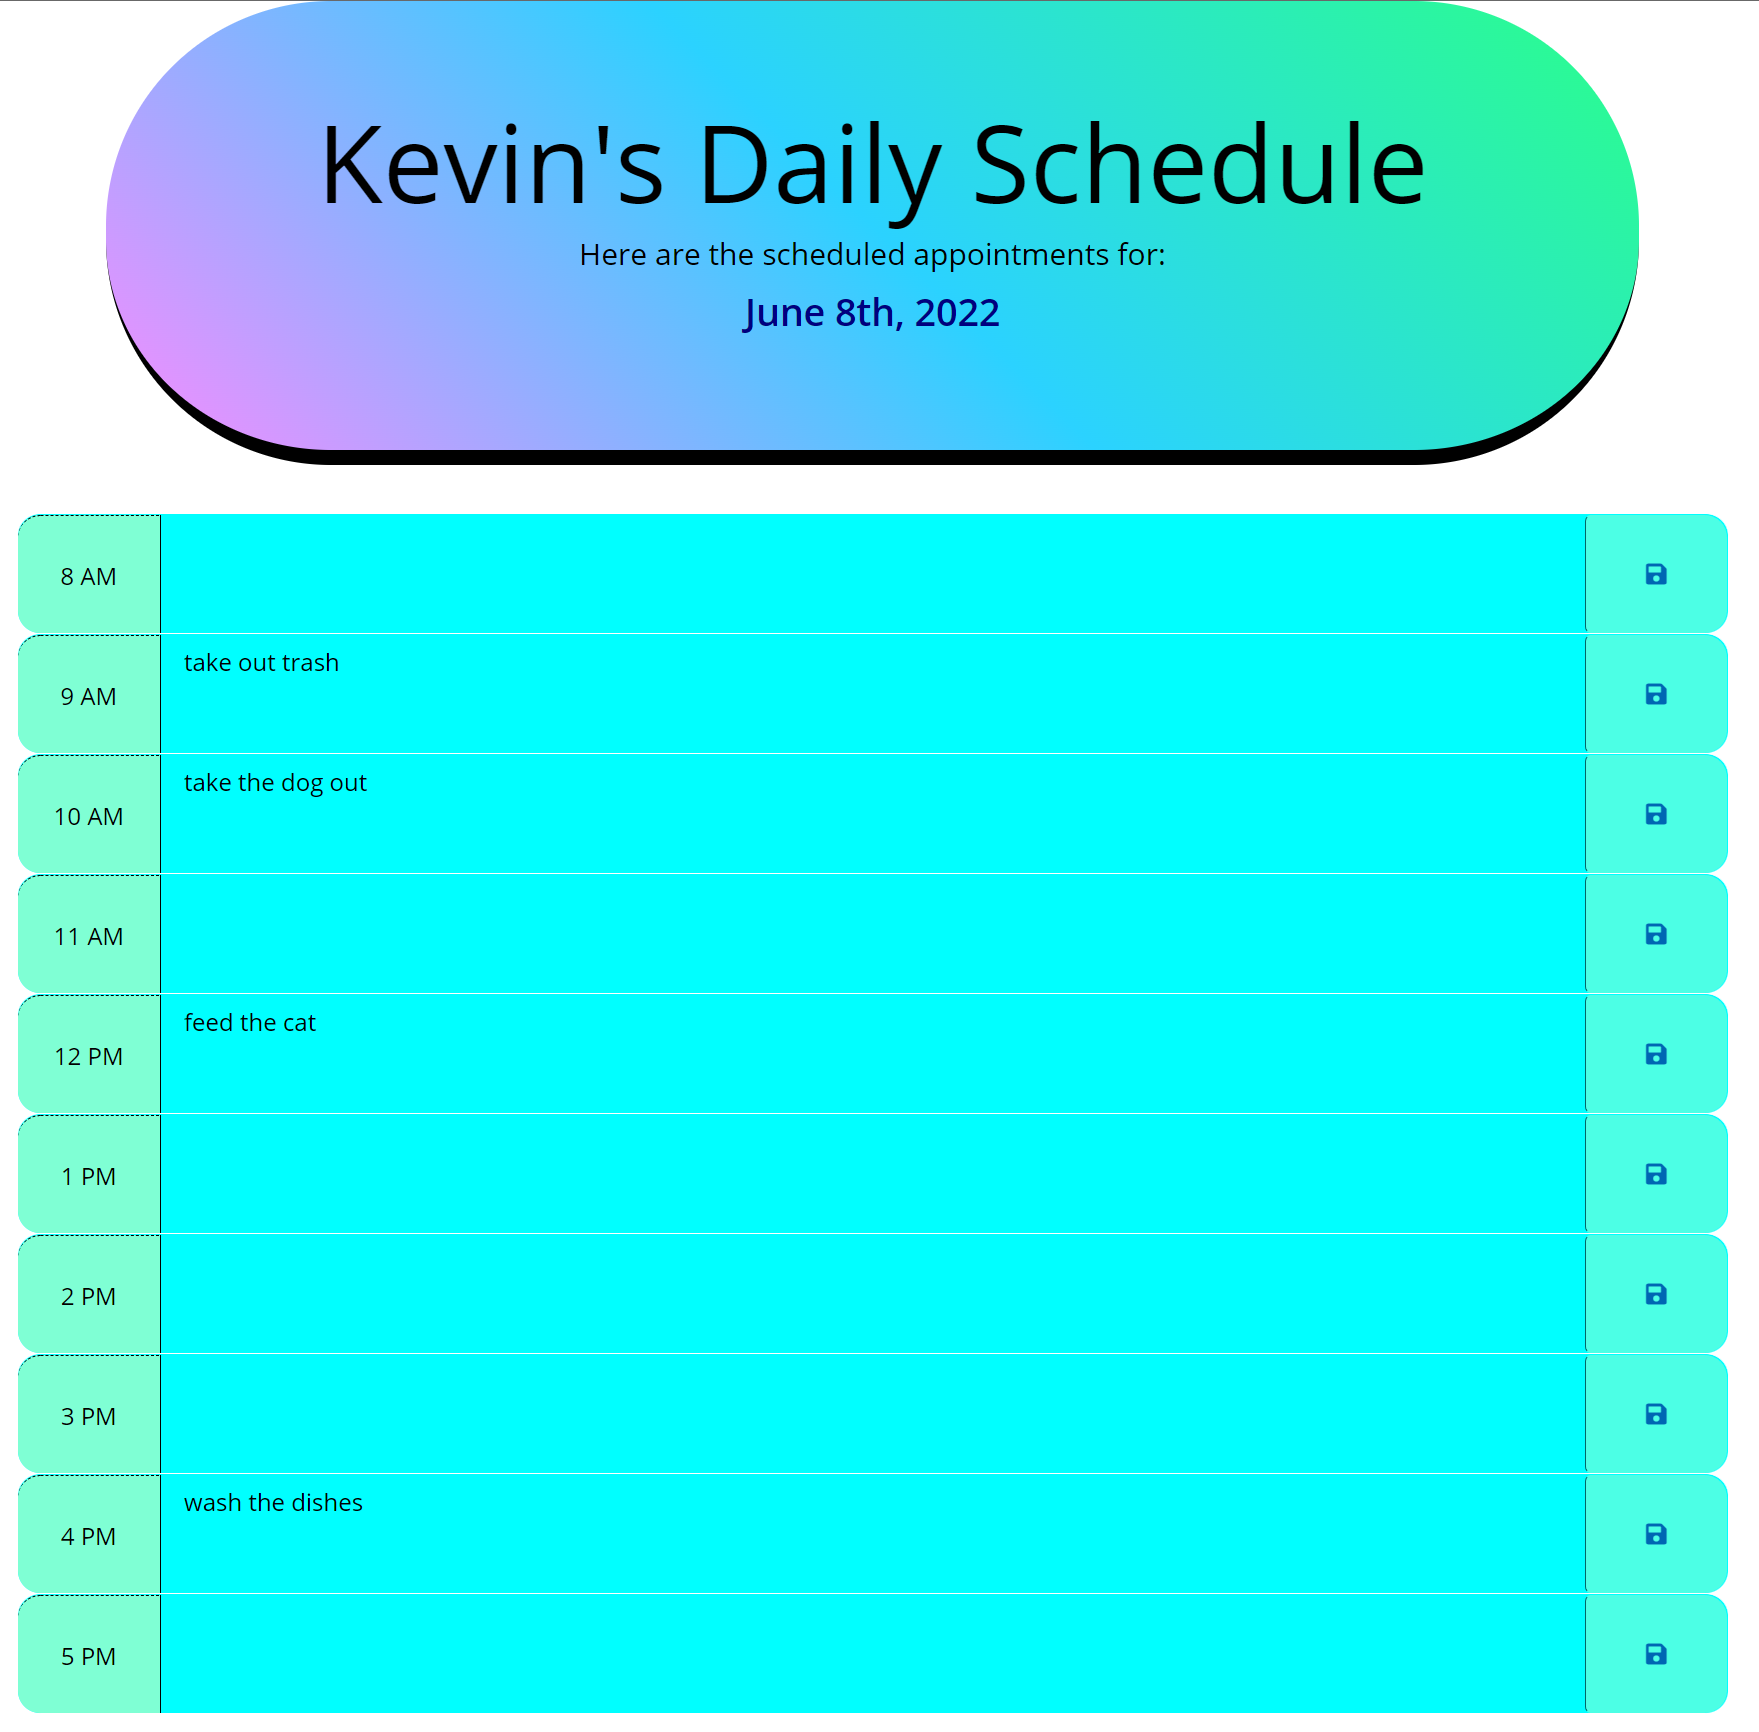 Kevin's Daily Schedule
Here are the scheduled appointments for:
June 8th, 2022
8 AM
9 AM
take out trash
10 AM
take the dog out
11 AM
12 PM
feed the cat
1 PM
2 PM
3 PM
4 PM
wash the dishes
5 PM